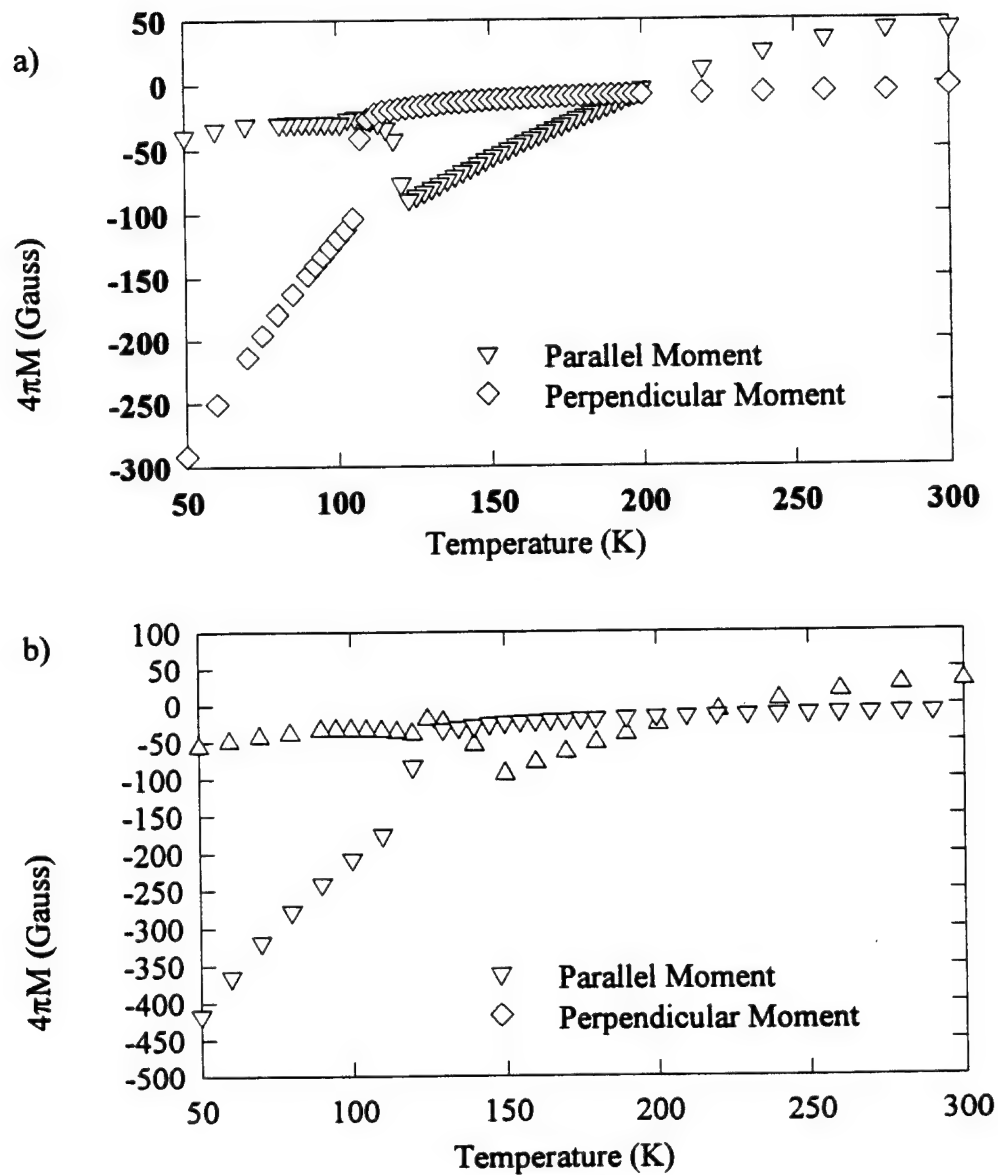 a)
50
0
-50
-100
-150
-200
-250
-300
4πM (Gauss)
Parallel Moment
Perpendicular Moment
50 100 150 200 250 300
Temperature (K)
b)
100
50
0
-50
-100
-150
-200
-250
-300
-350
-400
-450
-500
4πM (Gauss)
Parallel Moment
Perpendicular Moment
50 100 150 200 250 300
Temperature (K)